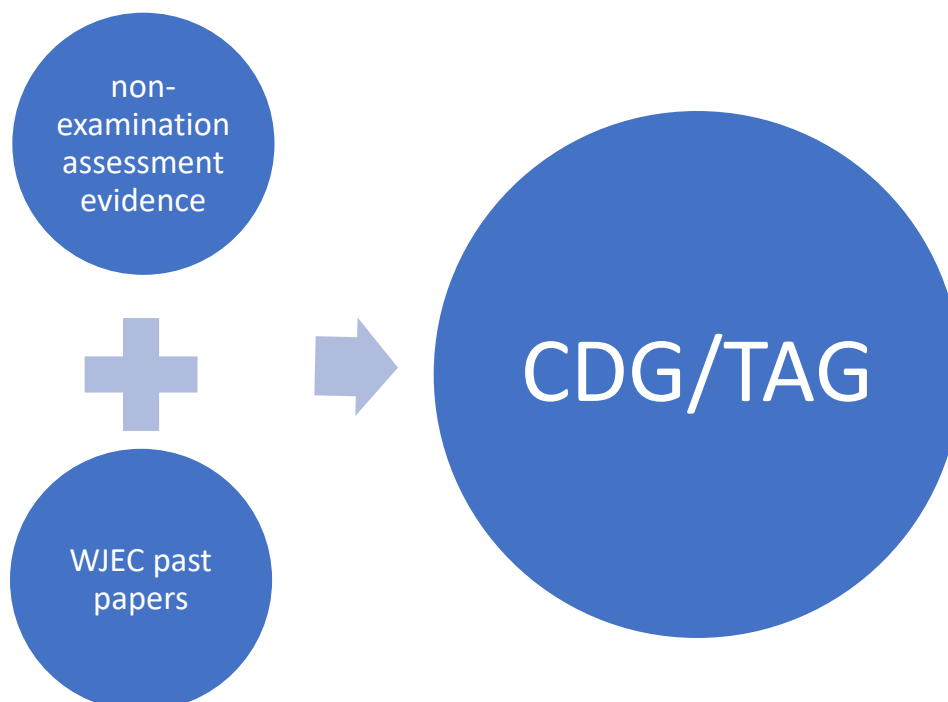 non-
examination
assessment
evidence
WJEC past
papers
CDG/TAG